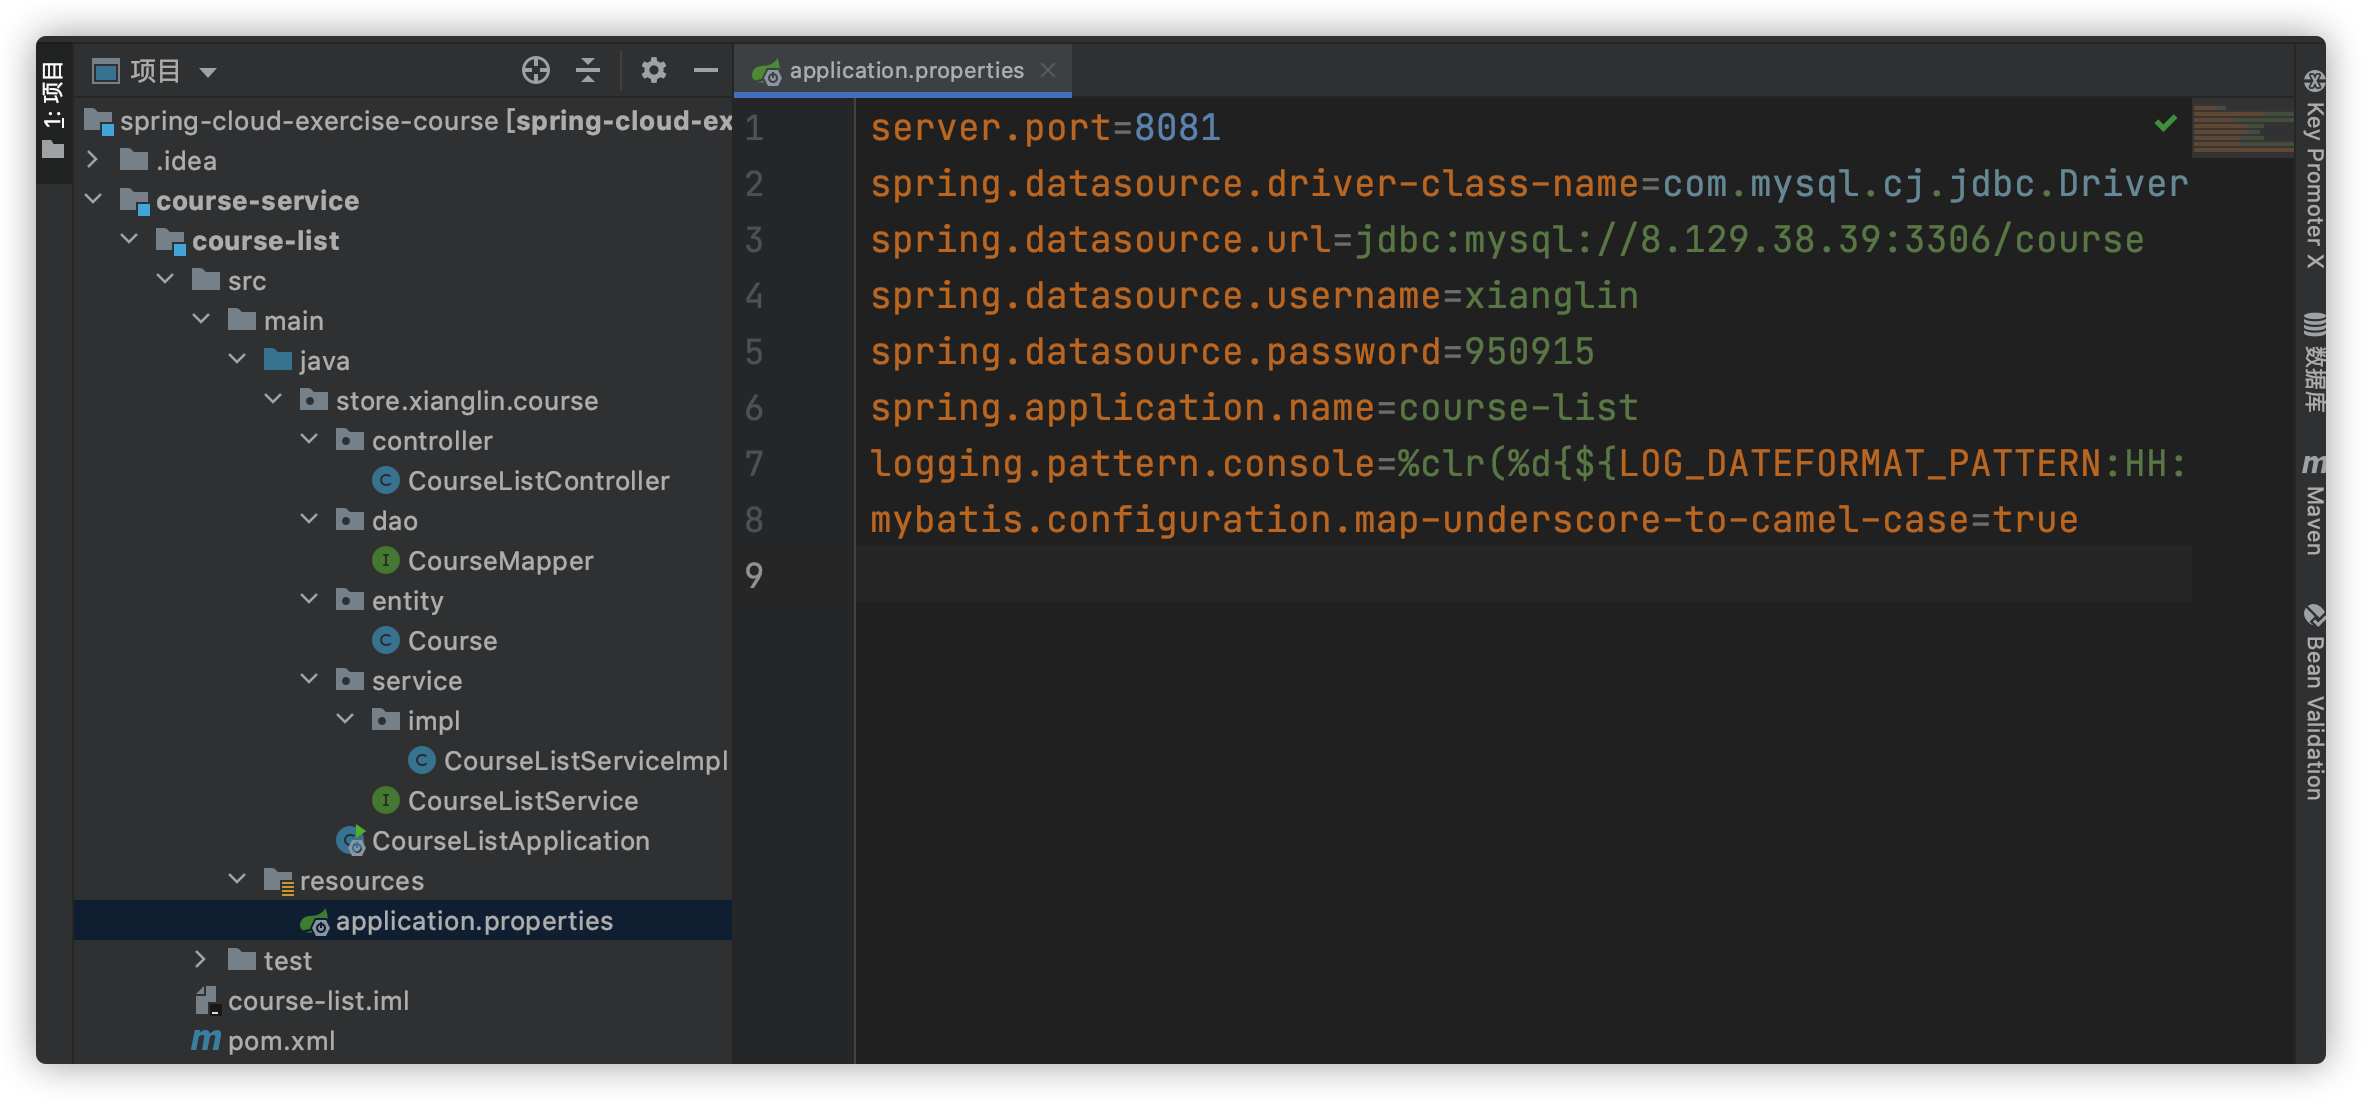 项目
application.properties
1: 项目
spring-cloud-exercise-course [spring-cloud-ex
.idea
course-service
course-list
src
main
java
store.xianglin.course
controller
CourseListController
dao
CourseMapper
entity
Course
service
impl
CourseListServiceImpl
CourseListService
CourseListApplication
resources
application.properties
test
course-list.iml
pom.xml
1 server.port=8081
2 spring.datasource.driver-class-name=com.mysql.cj.jdbc.Driver
3 spring.datasource.url=jdbc:mysql://8.129.38.39:3306/course
4 spring.datasource.username=xianglin
5 spring.datasource.password=950915
6 spring.application.name=course-list
7 logging.pattern.console=%clr(%d{${LOG_DATEFORMAT_PATTERN:HH:
8 mybatis.configuration.map-underscore-to-camel-case=true
9
Key Promoter X
数据库
Maven
Bean Validation